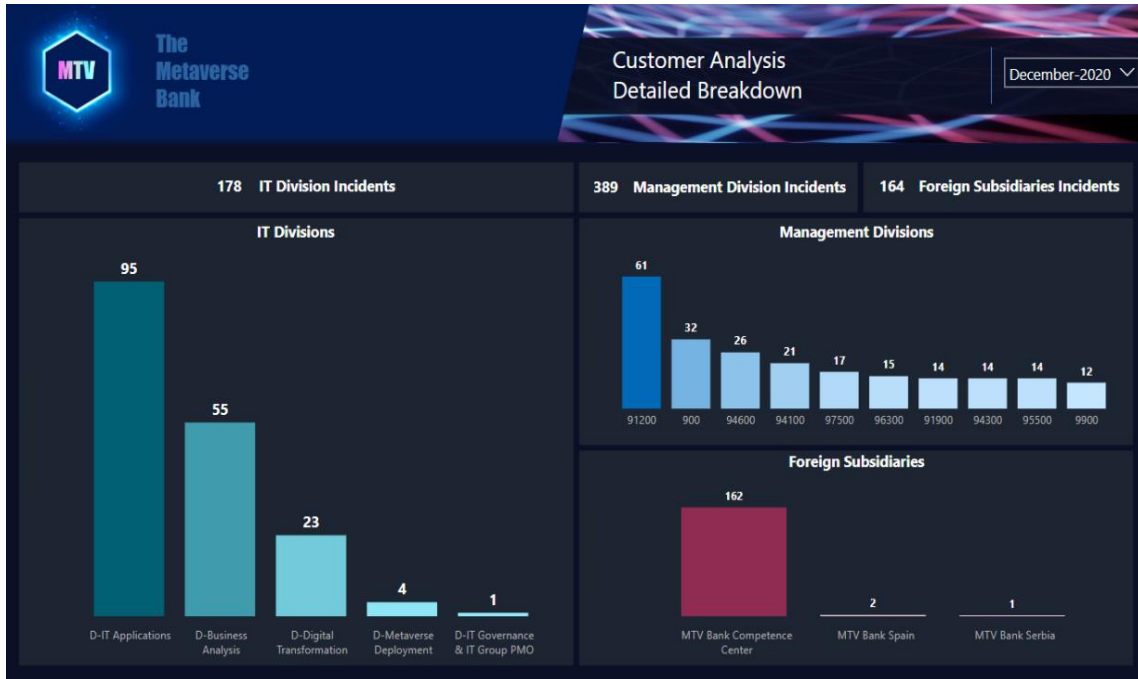 MTV
The
Metaverse
Bank
Customer Analysis
Detailed Breakdown
December-2020
178 IT Division Incidents
389 Management Division Incidents
164 Foreign Subsidiaries Incidents
IT Divisions
95
55
23
4
1
D-IT Applications
D-Business
Analysis
D-Digital
Transformation
D-Metaverse
Deployment
D-IT Governance
& IT Group PMO
Management Divisions
61
32
26
21
17
15
14
14
14
12
91200
900
94600
94100
97500
96300
91900
94300
95500
9900
Foreign Subsidiaries
162
2
1
MTV Bank Competence
Center
MTV Bank Spain
MTV Bank Serbia